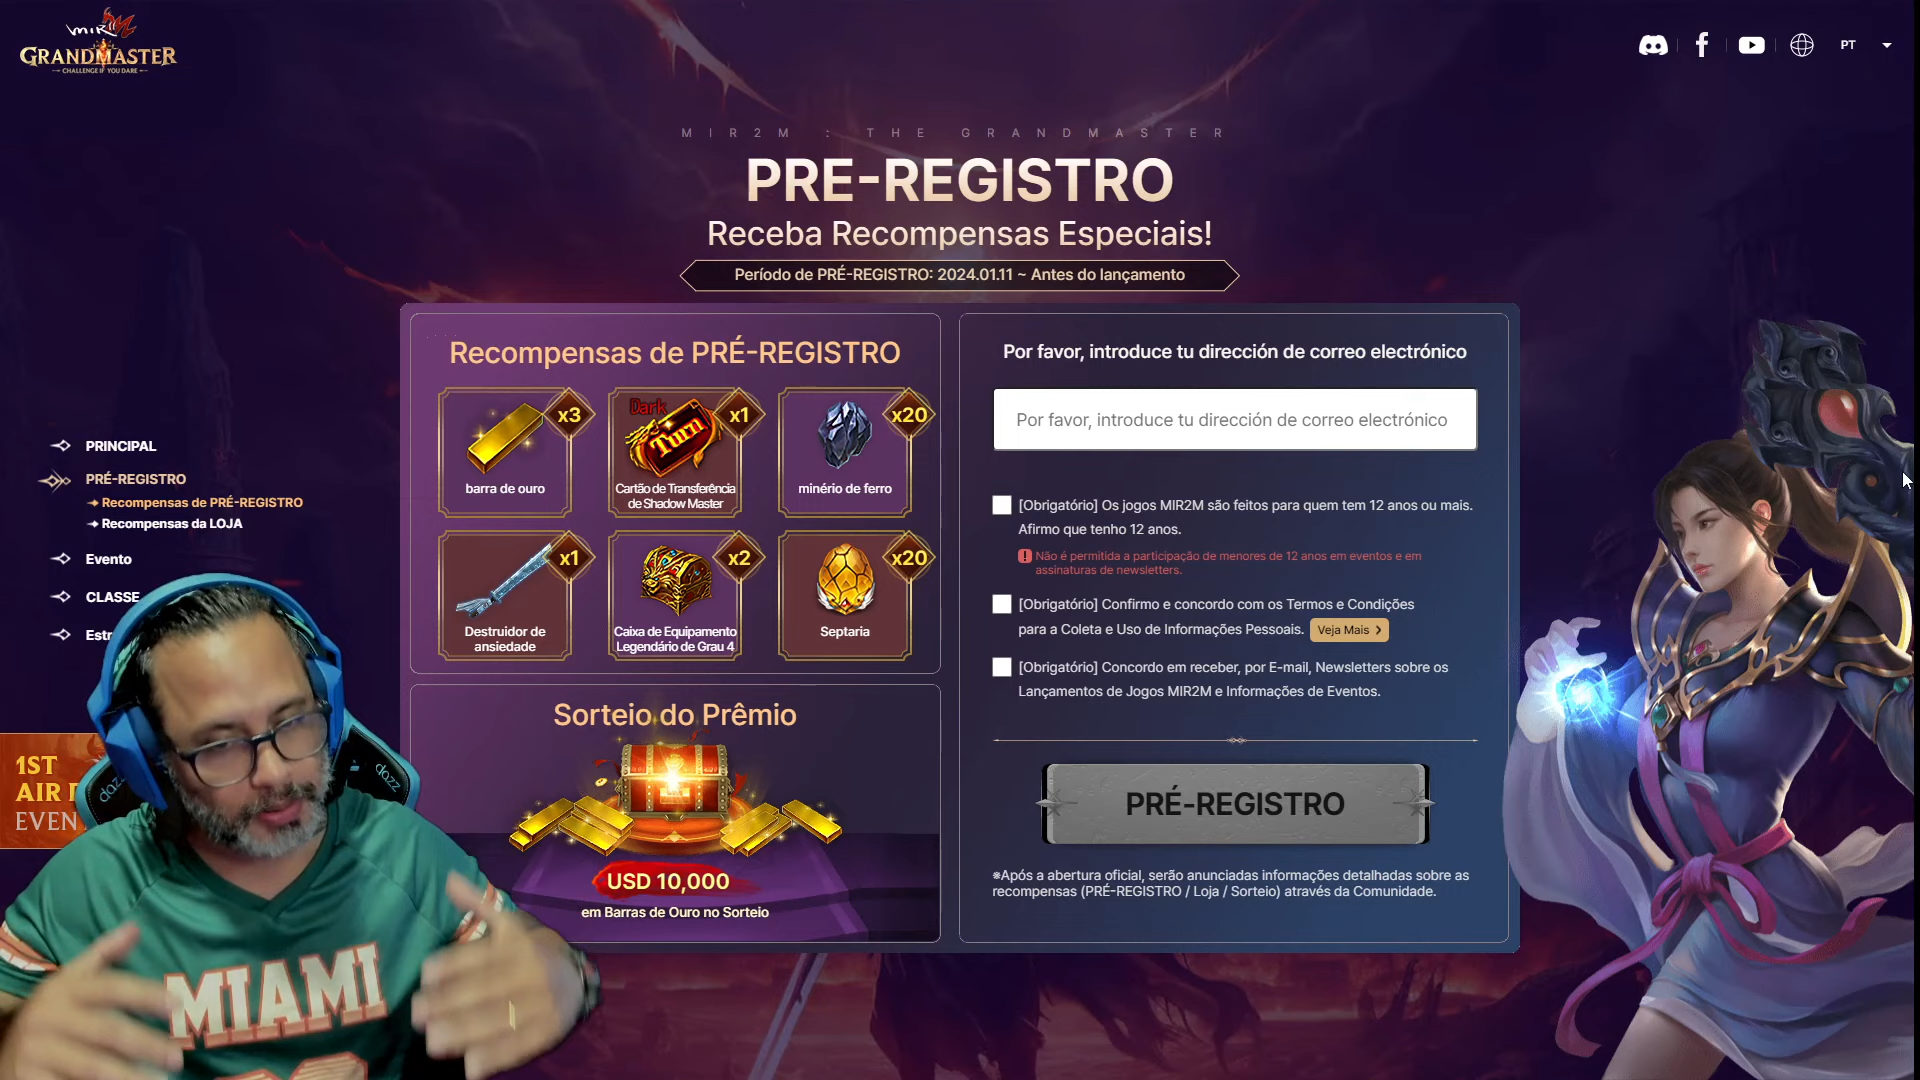 MIR2M
GRANDMASTER
CHALLENGE IF YOU DARE
PT
MIR2M : THE GRANDMASTER
PRE-REGISTRO
Receba Recompensas Especiais!
Período de PRÉ-REGISTRO: 2024.01.11 ~ Antes do lançamento
PRINCIPAL
PRÉ-REGISTRO
Recompensas de PRÉ-REGISTRO
Recompensas da LOJA
Evento
CLASSE
Estr
1ST
AIR
EVEN
Recompensas de PRÉ-REGISTRO
x3
barra de ouro
Dark
Turn
x1
Cartão de Transferência
de Shadow Master
x20
minério de ferro
x1
Destruidor de
ansiedade
x2
Caixa de Equipamento
Legendário de Grau 4
x20
Septaria
Sorteio do Prêmio
USD 10,000
em Barras de Ouro no Sorteio
Por favor, introduce tu dirección de correo electrónico
Por favor, introduce tu dirección de correo electrónico
[Obrigatório] Os jogos MIR2M são feitos para quem tem 12 anos ou mais.
Afirmo que tenho 12 anos.
Não é permitida a participação de menores de 12 anos em eventos e em
assinaturas de newsletters.
[Obrigatório] Confirmo e concordo com os Termos e Condições
para a Coleta e Uso de Informações Pessoais. Veja Mais >
[Obrigatório] Concordo em receber, por E-mail, Newsletters sobre os
Lançamentos de Jogos MIR2M e Informações de Eventos.
PRÉ-REGISTRO
※Após a abertura oficial, serão anunciadas informações detalhadas sobre as
recompensas (PRÉ-REGISTRO / Loja / Sorteio) através da Comunidade.
daz
dazz
MIAMI